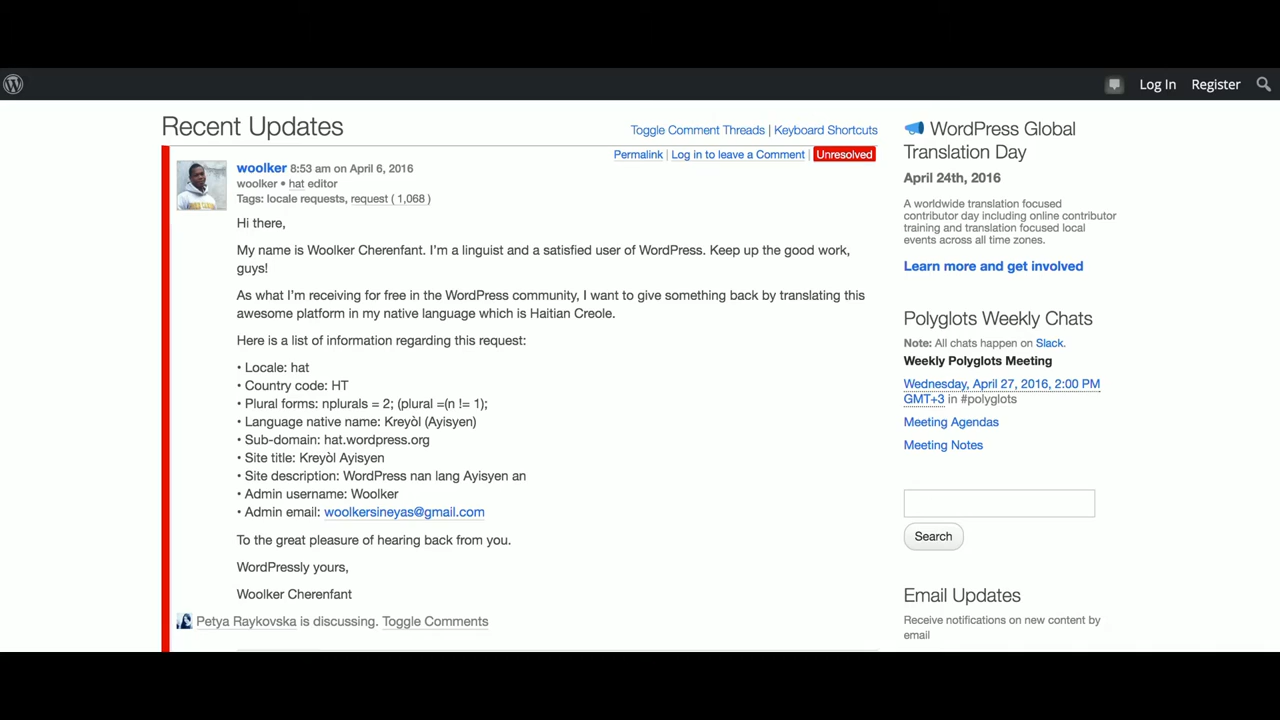 Log In Register
Recent Updates
Toggle Comment Threads | Keyboard Shortcuts
Permalink | Log in to leave a Comment Unresolved
woolker 8:53 am on April 6, 2016
woolker • hat editor
Tags: locale requests, request ( 1,068 )
Hi there,
My name is Woolker Cherenfant. I'm a linguist and a satisfied user of WordPress. Keep up the good work,
guys!
As what I'm receiving for free in the WordPress community, I want to give something back by translating this
awesome platform in my native language which is Haitian Creole.
Here is a list of information regarding this request:
• Locale: hat
• Country code: HT
• Plural forms: nplurals = 2; (plural =(n != 1);
• Language native name: Kreyòl (Ayisyen)
• Sub-domain: hat.wordpress.org
• Site title: Kreyòl Ayisyen
• Site description: WordPress nan lang Ayisyen an
• Admin username: Woolker
• Admin email: woolkersineyas@gmail.com
To the great pleasure of hearing back from you.
WordPressly yours,
Woolker Cherenfant
Petya Raykovska is discussing. Toggle Comments
WordPress Global
Translation Day
April 24th, 2016
A worldwide translation focused
contributor day including online contributor
training and translation focused local
events across all time zones.
Learn more and get involved
Polyglots Weekly Chats
Note: All chats happen on Slack.
Weekly Polyglots Meeting
Wednesday, April 27, 2016, 2:00 PM
GMT+3 in #polyglots
Meeting Agendas
Meeting Notes
Search
Email Updates
Receive notifications on new content by
email